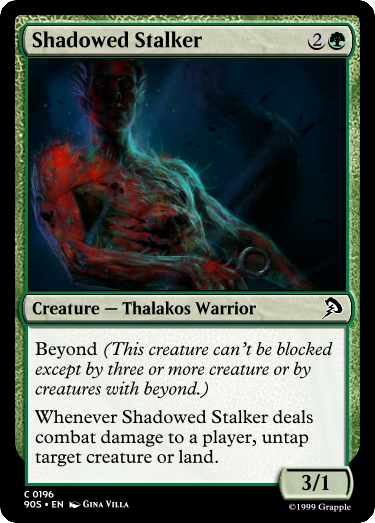 Shadowed Stalker 2
Creature — Thalakos Warrior
Beyond (This creature can't be blocked
except by three or more creature or by
creatures with beyond.)
Whenever Shadowed Stalker deals
combat damage to a player, untap
target creature or land.
3/1
C 0196
90S • EN Gina Villa
©1999 Grapple